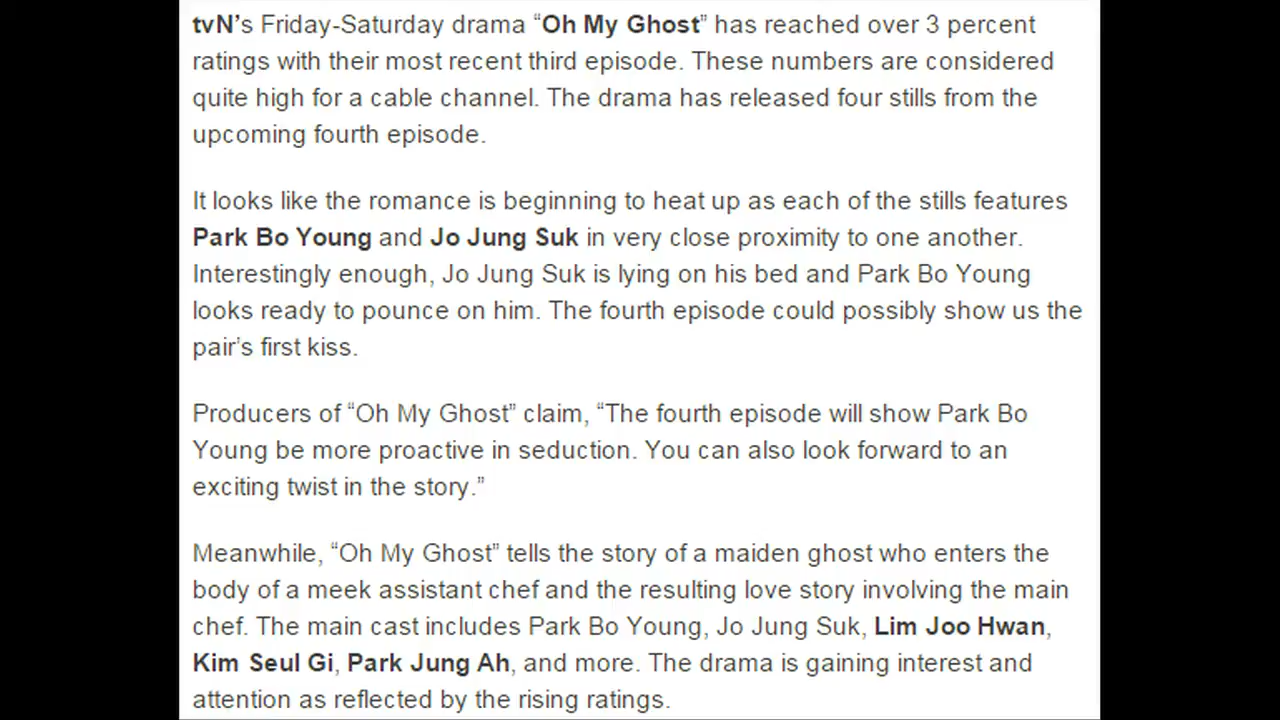 tvN’s Friday-Saturday drama “Oh My Ghost” has reached over 3 percent
ratings with their most recent third episode. These numbers are considered
quite high for a cable channel. The drama has released four stills from the
upcoming fourth episode.
It looks like the romance is beginning to heat up as each of the stills features
Park Bo Young and Jo Jung Suk in very close proximity to one another.
Interestingly enough, Jo Jung Suk is lying on his bed and Park Bo Young
looks ready to pounce on him. The fourth episode could possibly show us the
pair’s first kiss.
Producers of “Oh My Ghost” claim, “The fourth episode will show Park Bo
Young be more proactive in seduction. You can also look forward to an
exciting twist in the story.”
Meanwhile, “Oh My Ghost” tells the story of a maiden ghost who enters the
body of a meek assistant chef and the resulting love story involving the main
chef. The main cast includes Park Bo Young, Jo Jung Suk, Lim Joo Hwan,
Kim Seul Gi, Park Jung Ah, and more. The drama is gaining interest and
attention as reflected by the rising ratings.